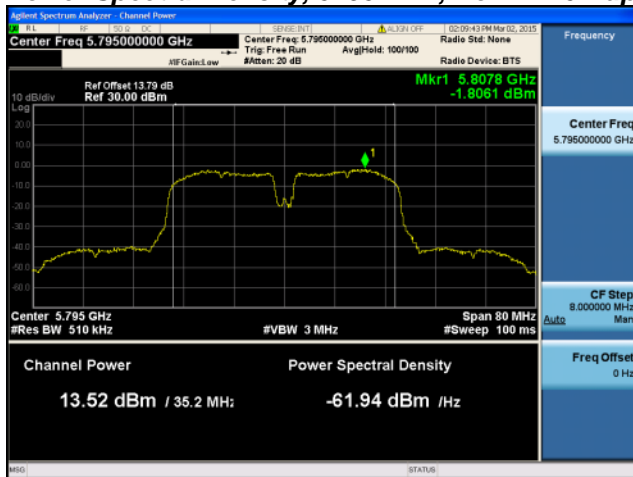 Agilent Spectrum Analyzer - Channel Power
RL RF 50 Ω DC SENSE:INT ALIGN OFF 02:09:43 PM Mar 02, 2015
Center Freq 5.795000000 GHz
Center Freq: 5.795000000 GHz
Radio Std: None
Trig: Free Run Avg|Hold: 100/100
#IFGain:Low #Atten: 20 dB Radio Device: BTS
Frequency
Mkr1 5.8078 GHz
-1.8061 dBm
Ref Offset 13.79 dB
10 dB/div Ref 30.00 dBm
Log
20.0
10.0
0.00
-10.0
-20.0
-30.0
-40.0
-50.0
-60.0
1
Center Freq
5.795000000 GHz
Center 5.795 GHz Span 80 MHz
#Res BW 510 kHz #VBW 3 MHz #Sweep 100 ms
CF Step
8.000000 MHz
Auto Man
Freq Offset
0 Hz
Channel Power Power Spectral Density
13.52 dBm / 35.2 MHz -61.94 dBm /Hz
MSG STATUS